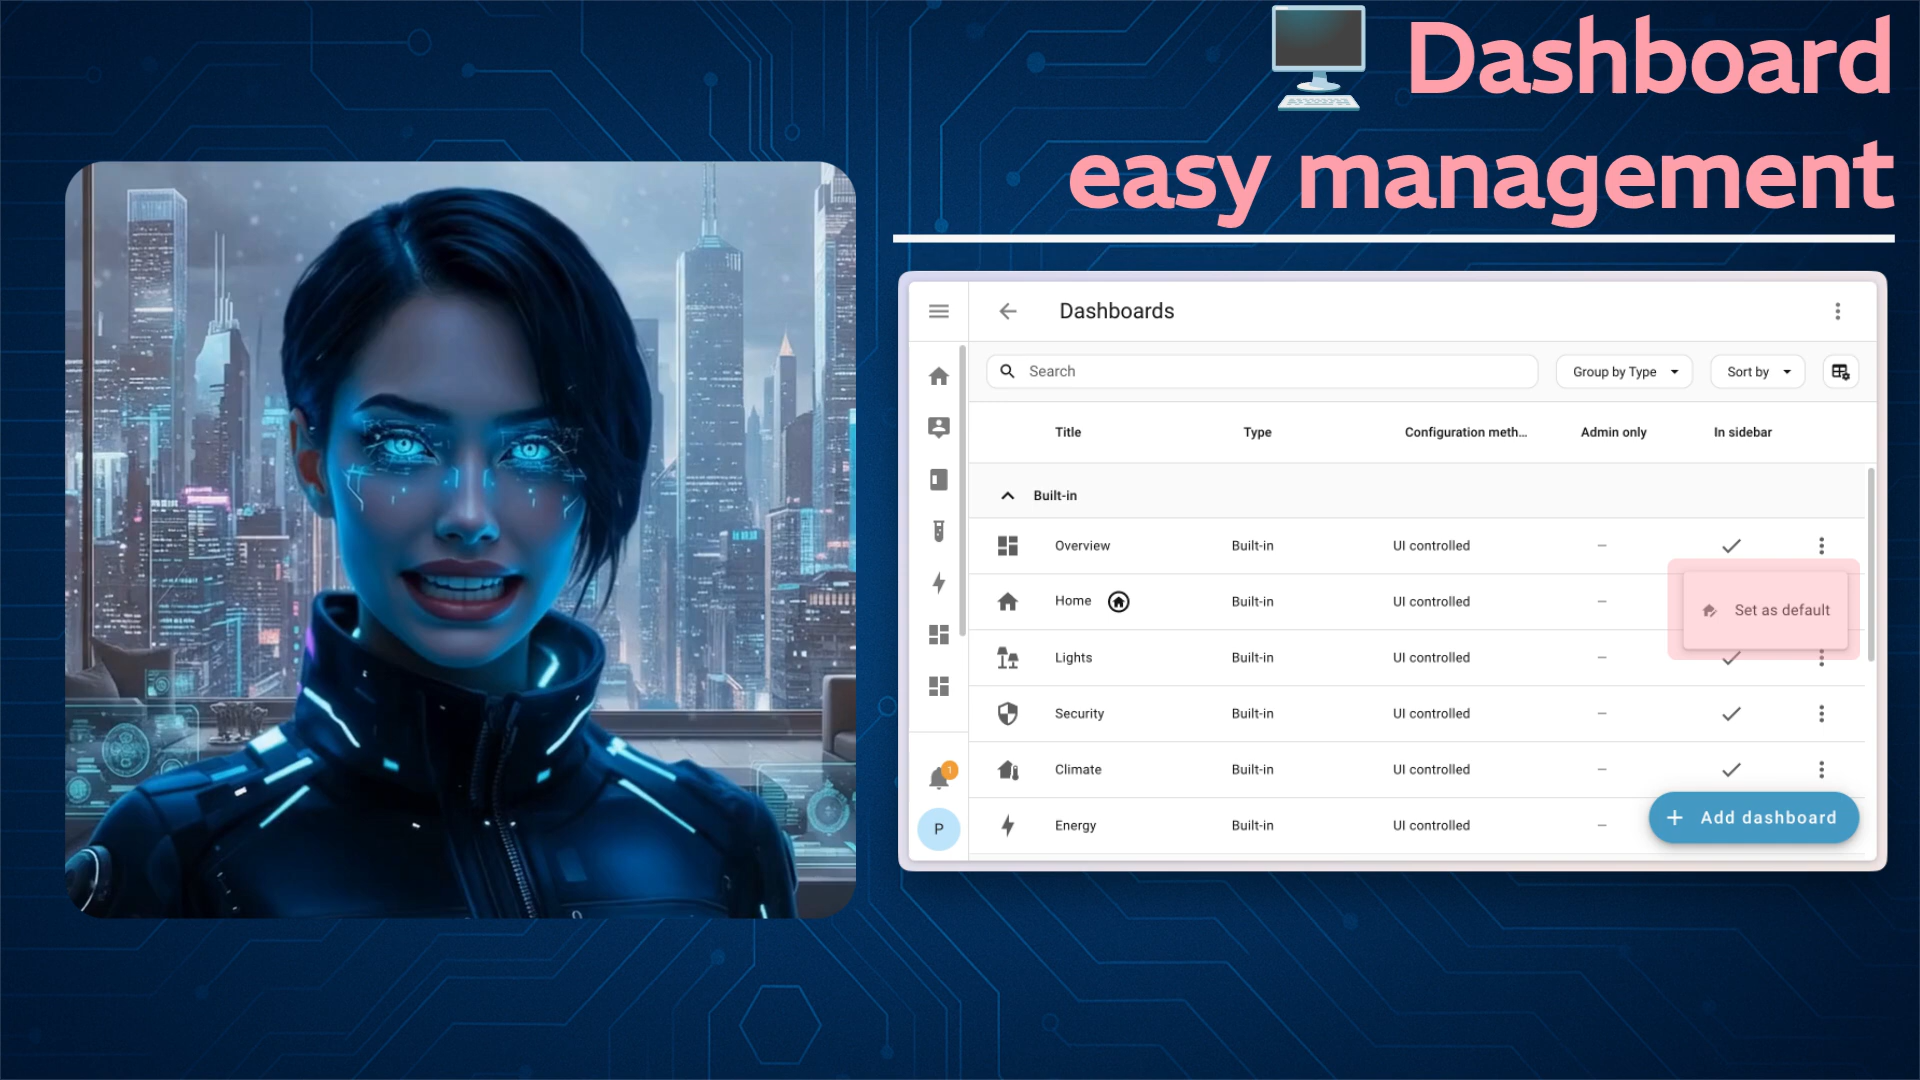 Dashboard
easy management
Dashboards
Search
Group by Type
Sort by
Title Type Configuration meth... Admin only In sidebar
Built-in
Overview Built-in UI controlled –
Home Built-in UI controlled –
Set as default
Lights Built-in UI controlled –
Security Built-in UI controlled –
Climate Built-in UI controlled –
1
P
Energy Built-in UI controlled –
+ Add dashboard